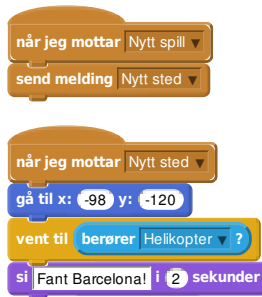 når jeg mottar Nytt spill
send melding Nytt sted
når jeg mottar Nytt sted
gå til x: -98 y: -120
vent til berører Helikopter ?
si Fant Barcelona! i 2 sekunder